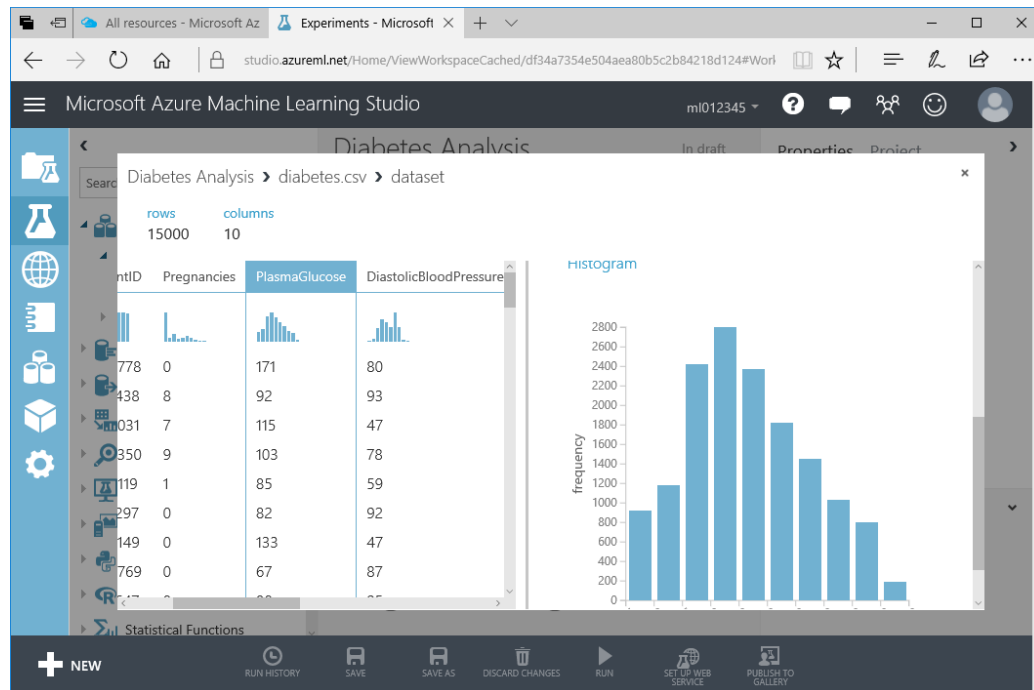 All resources - Microsoft Az
Experiments - Microsoft
studio.azureml.net/Home/ViewWorkspaceCached/df34a7354e504aea80b5c2b84218d124#Work
Microsoft Azure Machine Learning Studio
ml012345
Diabetes Analysis
In draft
Properties Project
Searc
Diabetes Analysis > diabetes.csv > dataset
rows columns
15000 10
ntID Pregnancies PlasmaGlucose DiastolicBloodPressure
778 0 171 80
438 8 92 93
031 7 115 47
350 9 103 78
119 1 85 59
297 0 82 92
149 0 133 47
769 0 67 87
Histogram
frequency
2800
2600
2400
2200
2000
1800
1600
1400
1200
1000
800
600
400
200
0
Statistical Functions
NEW
RUN HISTORY
SAVE
SAVE AS
DISCARD CHANGES
RUN
SET UP WEB
SERVICE
PUBLISH TO
GALLERY